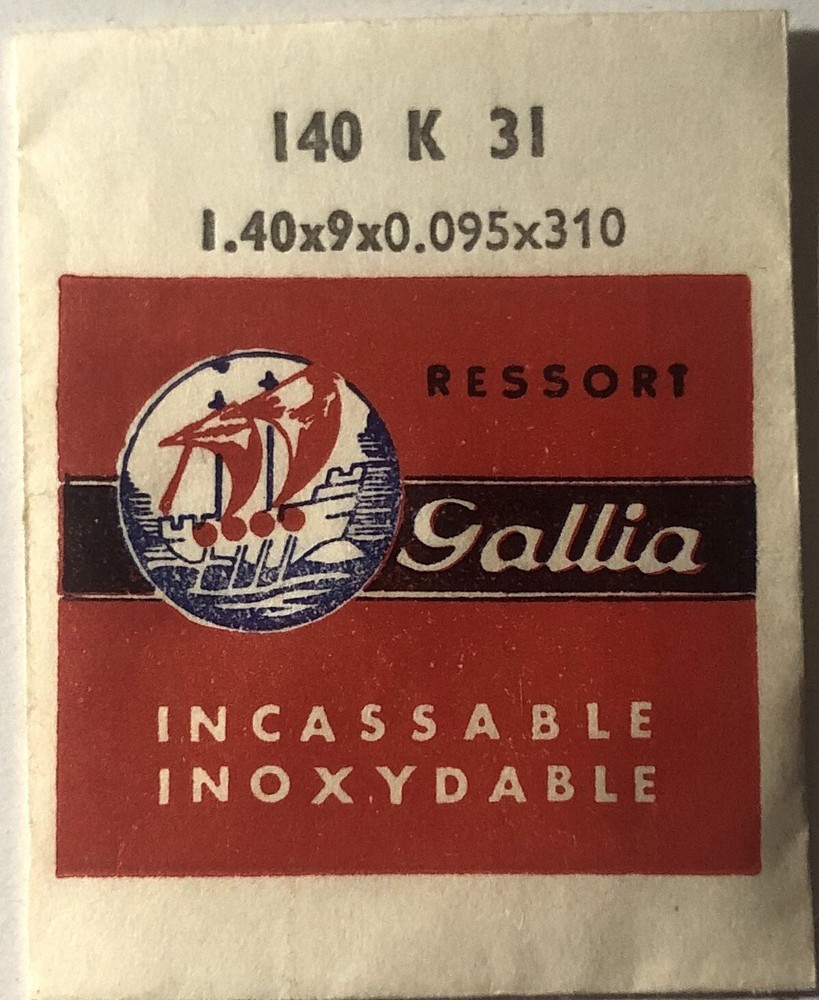 140 K 31
1.40x9x0.095x310
RESSORT
Gallia
INCASSABLE
INOXYDABLE